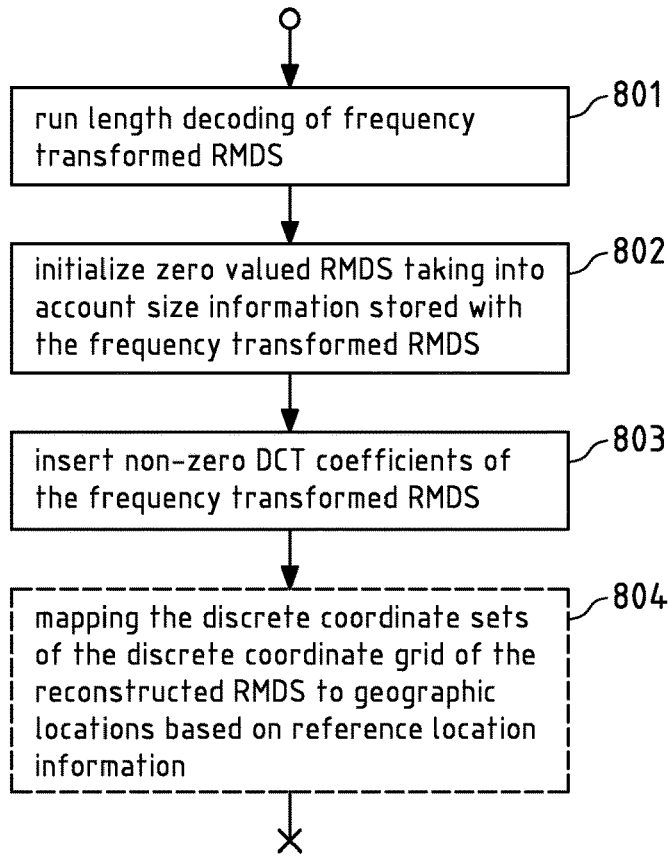 801
run length decoding of frequency
transformed RMDS
802
initialize zero valued RMDS taking into
account size information stored with
the frequency transformed RMDS
803
insert non-zero DCT coefficients of
the frequency transformed RMDS
804
mapping the discrete coordinate sets
of the discrete coordinate grid of the
reconstructed RMDS to geographic
locations based on reference location
information